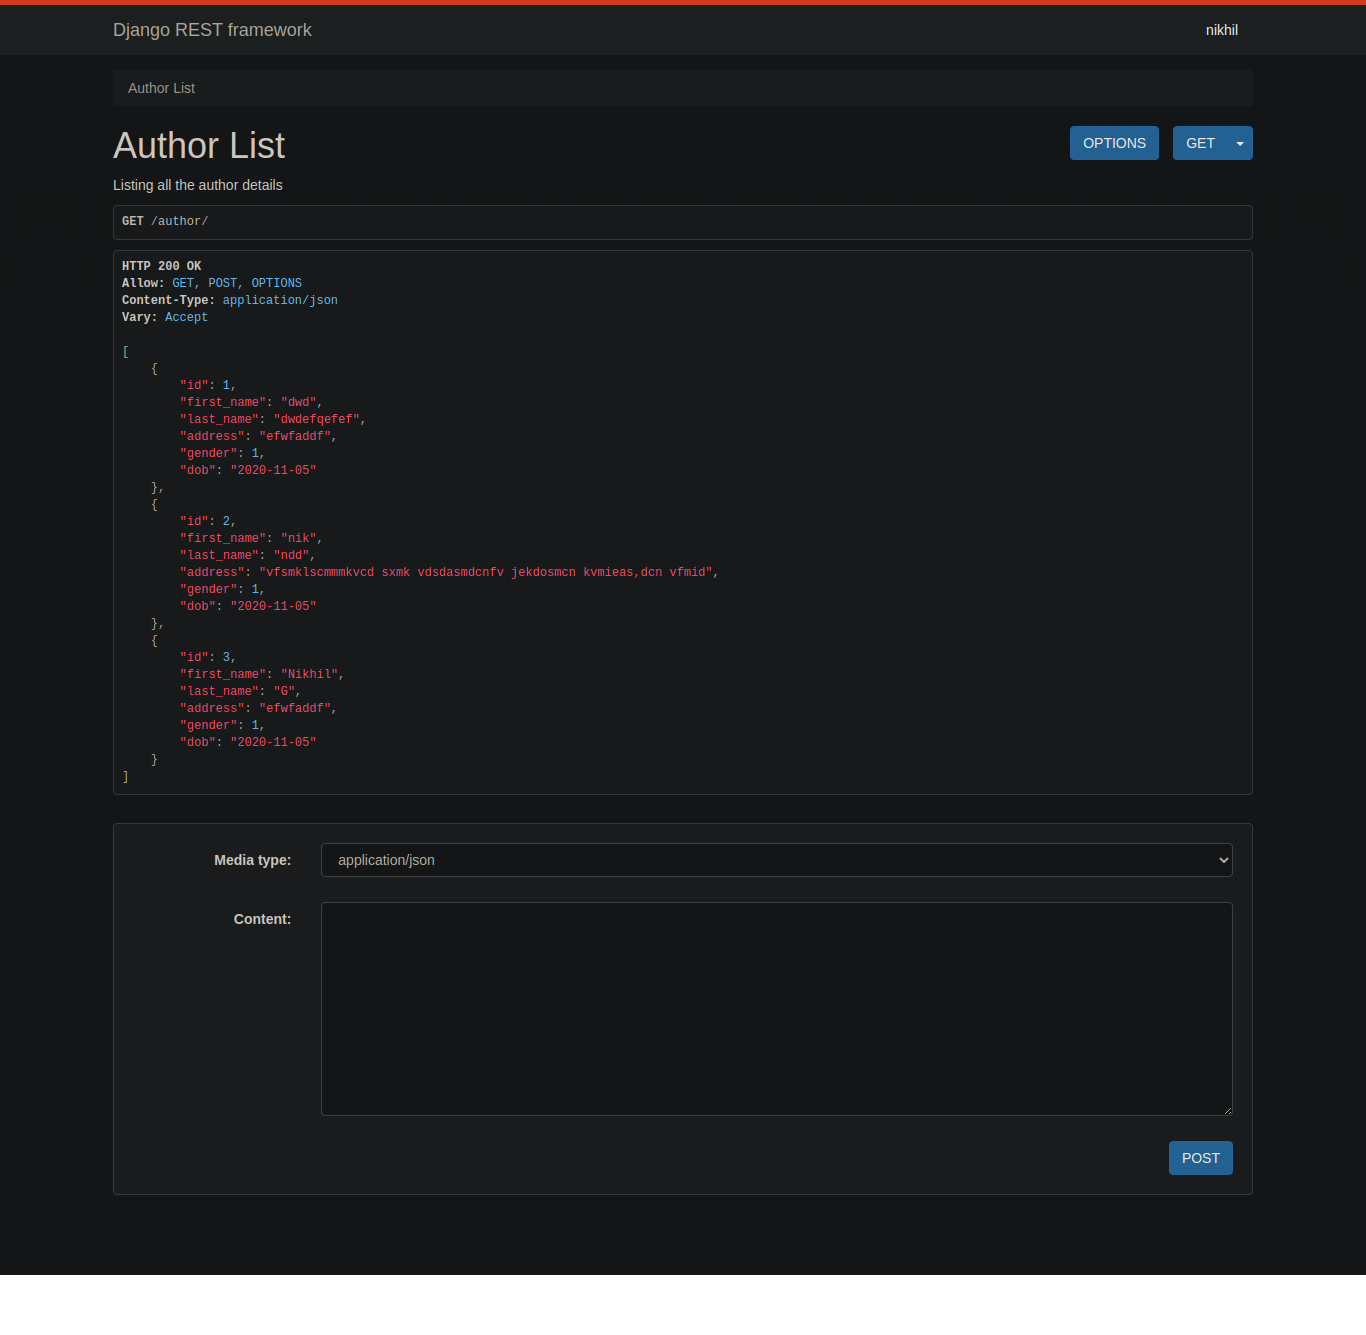 Django REST framework
nikhil
Author List
Author List
OPTIONS
GET
Listing all the author details
GET /author/
HTTP 200 OK
Allow: GET, POST, OPTIONS
Content-Type: application/json
Vary: Accept
[
    {
        "id": 1,
        "first_name": "dwd",
        "last_name": "dwdefqefef",
        "address": "efwfaddf",
        "gender": 1,
        "dob": "2020-11-05"
    },
    {
        "id": 2,
        "first_name": "nik",
        "last_name": "ndd",
        "address": "vfsmklscmmmkvcd sxmk vdsdasmdcnfv jekdosmcn kvmieas,dcn vfmid",
        "gender": 1,
        "dob": "2020-11-05"
    },
    {
        "id": 3,
        "first_name": "Nikhil",
        "last_name": "G",
        "address": "efwfaddf",
        "gender": 1,
        "dob": "2020-11-05"
    }
]
Media type:
application/json
Content:
POST